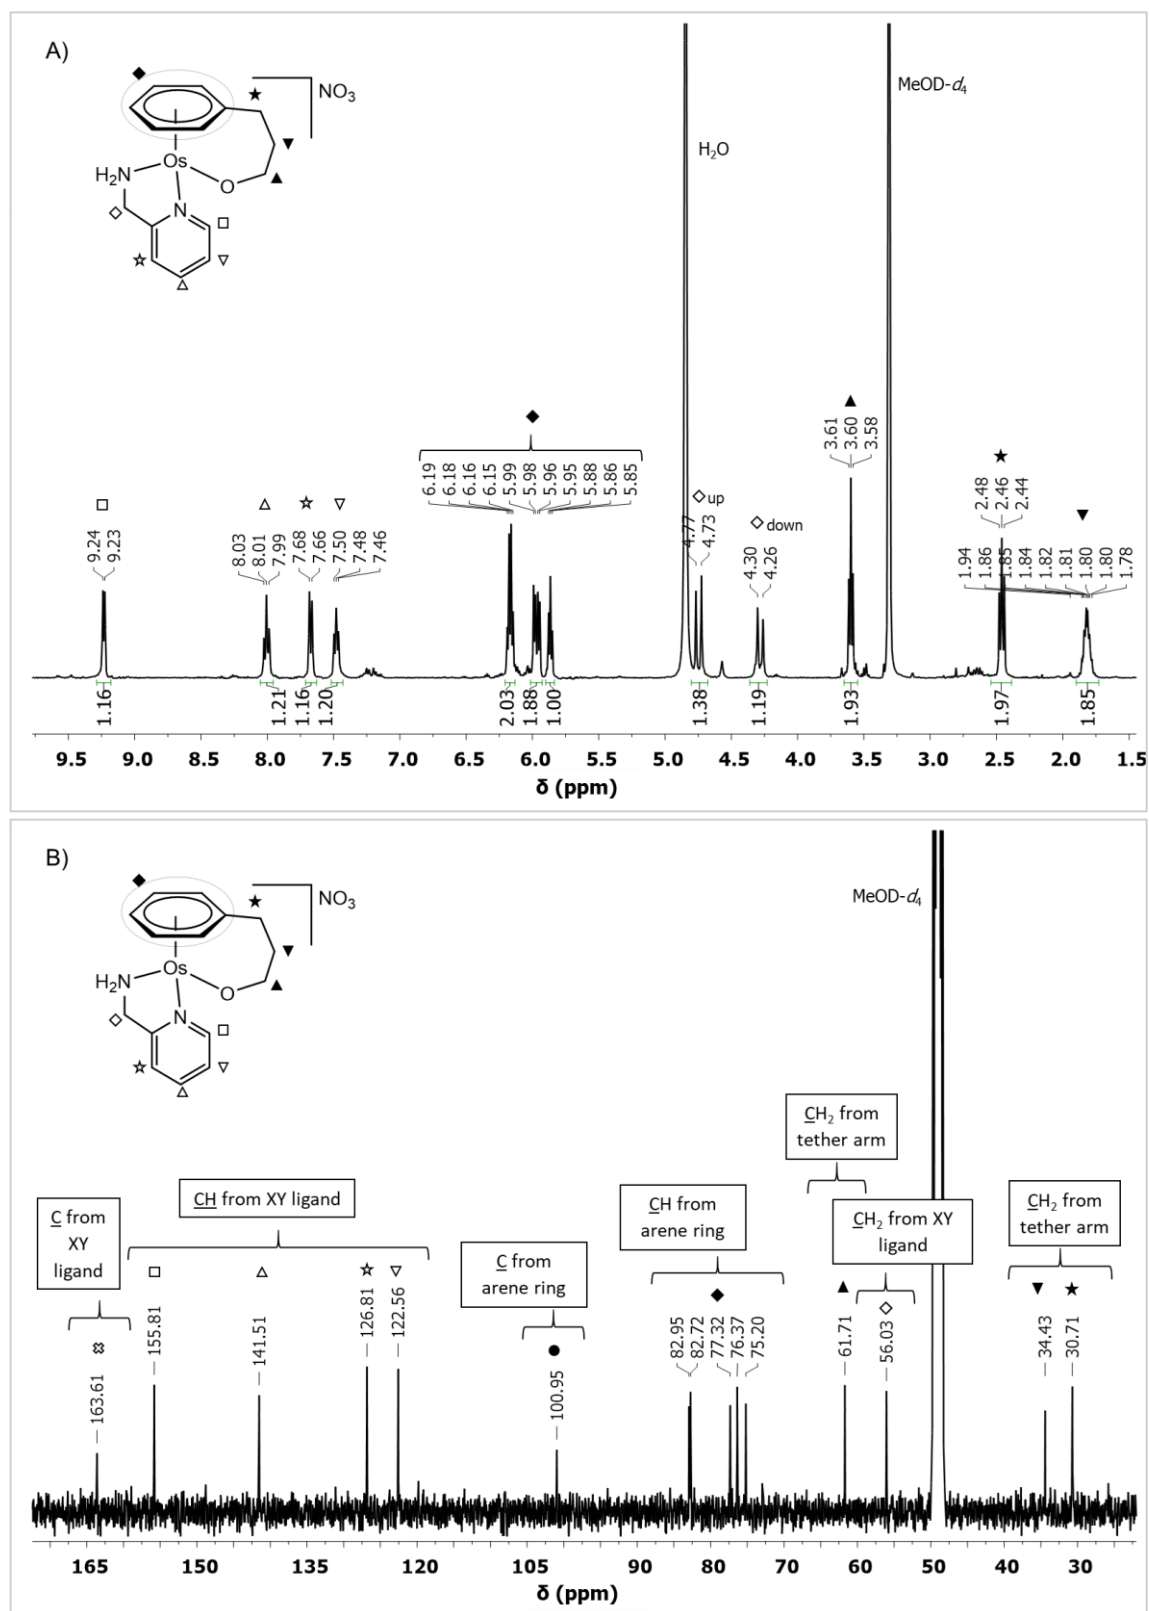 A)
NO3
Os
H2N
O
N
◆
★
▼
▲
◇
□
☆
▽
△
H2O
MeOD-d4
□
△
☆
▽
◆
◇ up
◇ down
▲
★
▼
9.24
9.23
8.03
8.01
7.99
7.68
7.66
7.50
7.48
7.46
6.19
6.18
6.16
6.15
5.99
5.98
5.96
5.95
5.88
5.86
5.85
4.77
4.73
4.30
4.26
3.61
3.60
3.58
2.48
2.46
2.44
1.94
1.86
1.85
1.84
1.82
1.81
1.80
1.80
1.78
1.16
1.21
1.16
1.20
2.03
1.88
1.00
1.38
1.19
1.93
1.97
1.85
9.5 9.0 8.5 8.0 7.5 7.0 6.5 6.0 5.5 5.0 4.5 4.0 3.5 3.0 2.5 2.0 1.5
δ (ppm)
B)
NO3
Os
H2N
O
N
◆
★
▼
▲
◇
□
☆
▽
△
MeOD-d4
C from
XY
ligand
CH from XY ligand
C from
arene ring
CH from
arene ring
CH2 from
tether arm
CH2 from XY
ligand
CH2 from
tether arm
□
△
☆
▽
●
◆
▲
◇
▼
★
163.61
155.81
141.51
126.81
122.56
100.95
82.95
82.72
77.32
76.37
75.20
61.71
56.03
34.43
30.71
165 150 135 120 105 90 80 70 60 50 40 30
δ (ppm)